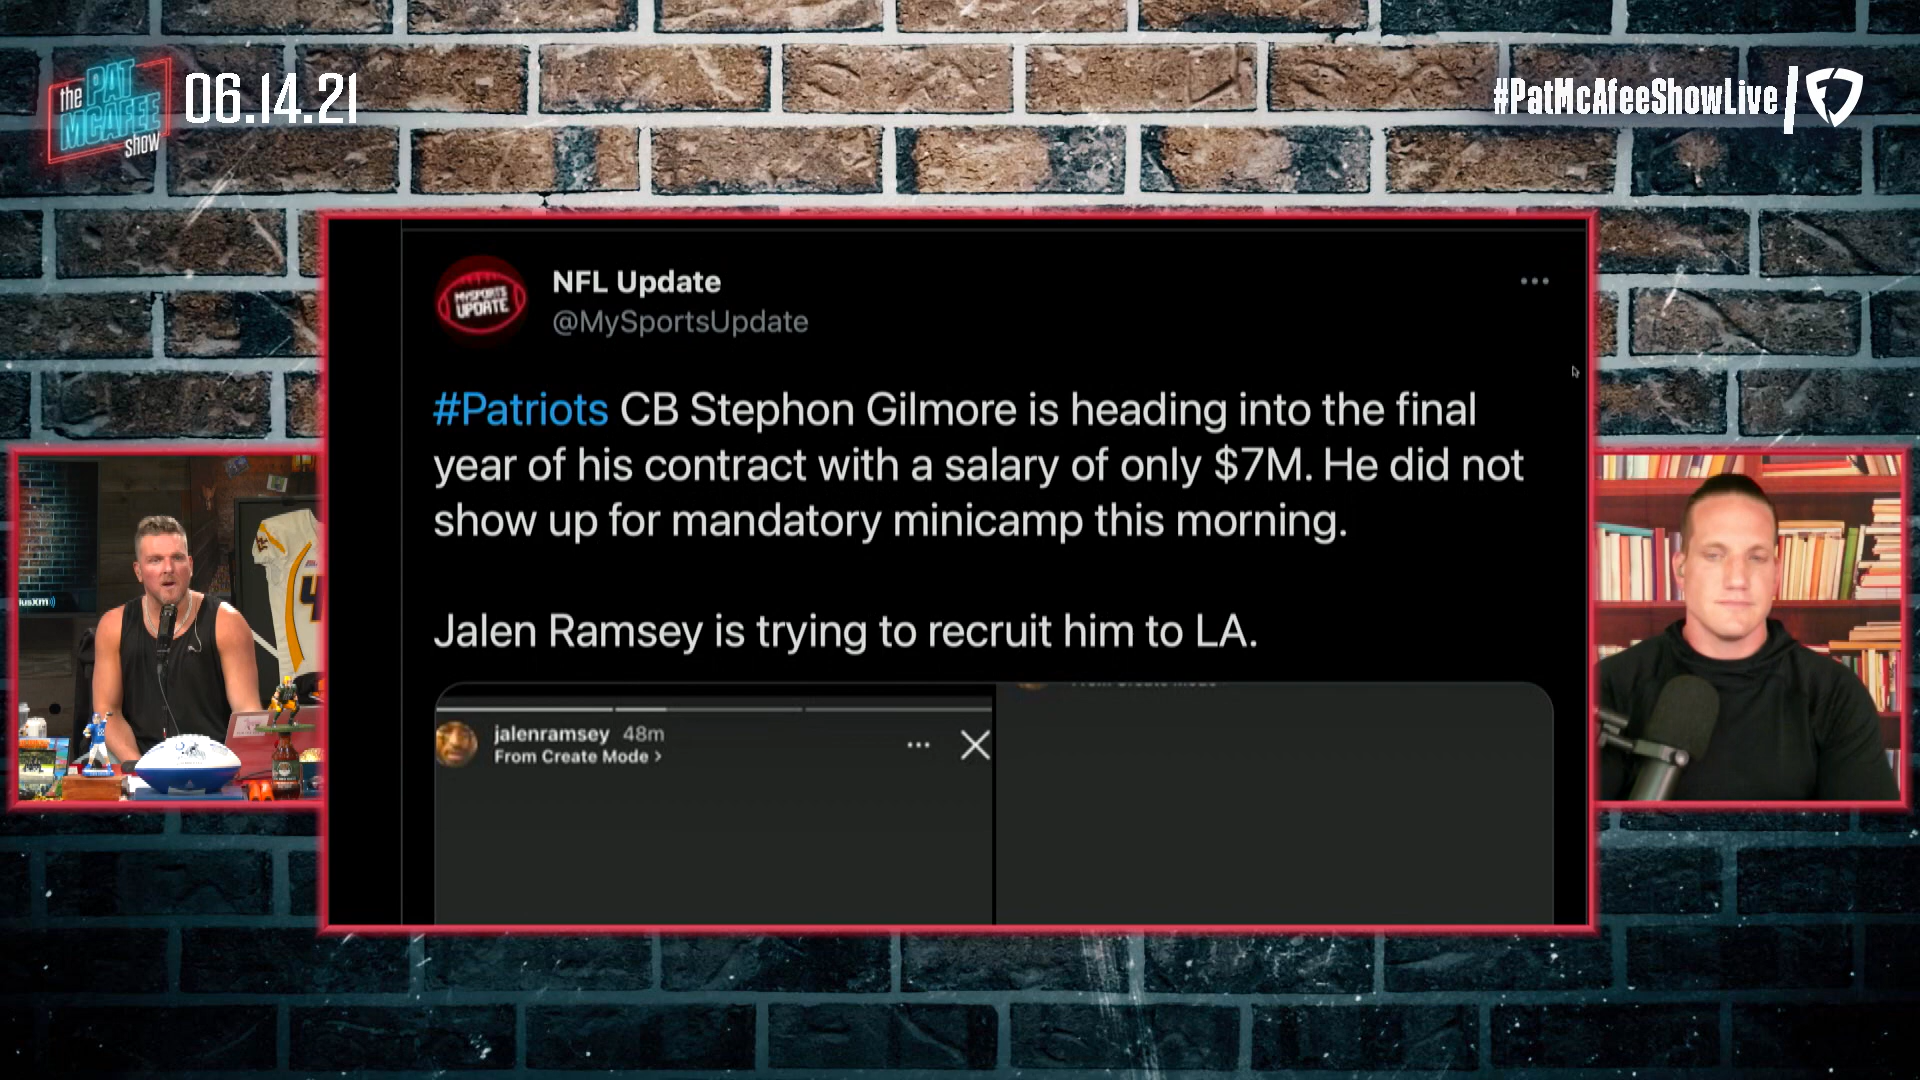 the PAT MCAFEE show
06.14.21
#PatMcAfeeShowLive
MYSPORTS
UPDATE
NFL Update
@MySportsUpdate
#Patriots CB Stephon Gilmore is heading into the final
year of his contract with a salary of only $7M. He did not
show up for mandatory minicamp this morning.
Jalen Ramsey is trying to recruit him to LA.
jalenramsey 48m
From Create Mode >
4